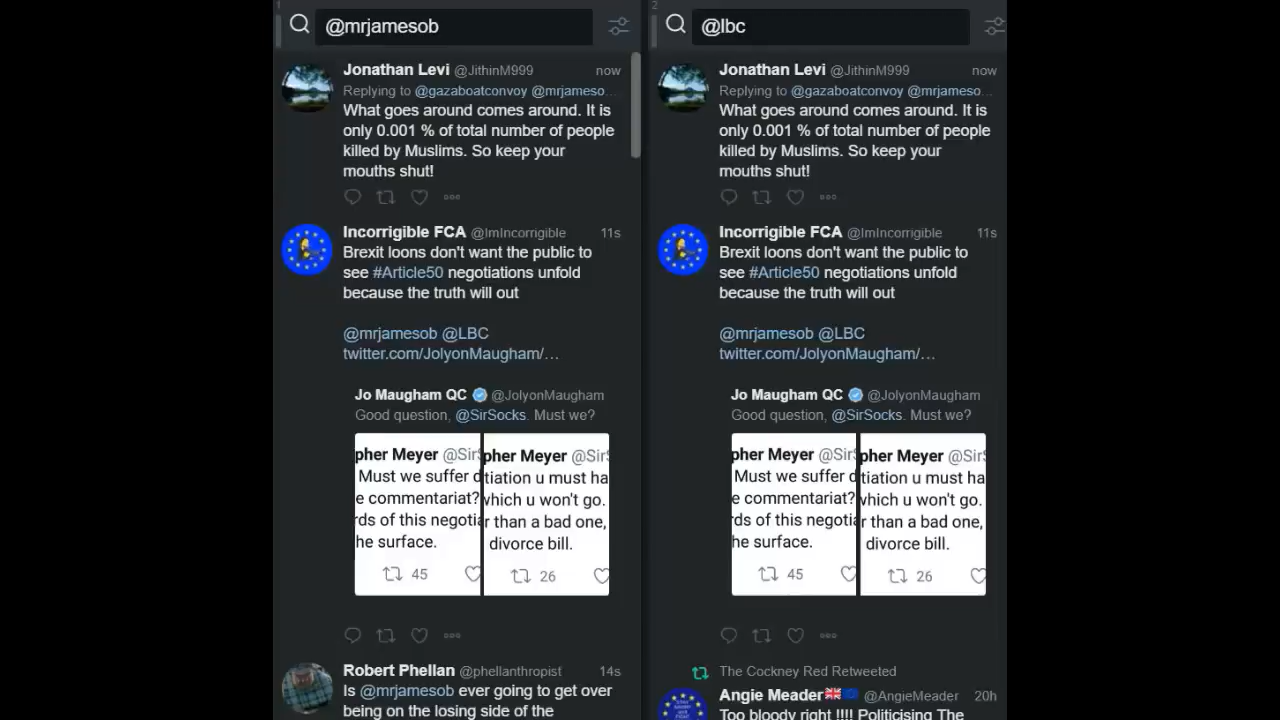 1
@mrjamesob
Jonathan Levi @JithinM999 now
Replying to @gazaboatconvoy @mrjameso…
What goes around comes around. It is
only 0.001 % of total number of people
killed by Muslims. So keep your
mouths shut!
Incorrigible FCA @ImIncorrigible 11s
Brexit loons don't want the public to
see #Article50 negotiations unfold
because the truth will out
@mrjamesob @LBC
twitter.com/JolyonMaugham/…
Jo Maugham QC @JolyonMaugham
Good question, @SirSocks. Must we?
pher Meyer @SirS
Must we suffer d
e commentariat?
rds of this negotia
he surface.
45
pher Meyer @SirS
tiation u must ha
which u won't go.
r than a bad one,
divorce bill.
26
Robert Phellan @phellanthropist 14s
Is @mrjamesob ever going to get over
being on the losing side of the
2
@lbc
Jonathan Levi @JithinM999 now
Replying to @gazaboatconvoy @mrjameso…
What goes around comes around. It is
only 0.001 % of total number of people
killed by Muslims. So keep your
mouths shut!
Incorrigible FCA @ImIncorrigible 11s
Brexit loons don't want the public to
see #Article50 negotiations unfold
because the truth will out
@mrjamesob @LBC
twitter.com/JolyonMaugham/…
Jo Maugham QC @JolyonMaugham
Good question, @SirSocks. Must we?
pher Meyer @SirS
Must we suffer d
e commentariat?
rds of this negotia
he surface.
45
pher Meyer @SirS
tiation u must ha
which u won't go.
r than a bad one,
divorce bill.
26
The Cockney Red Retweeted
Angie Meader @AngieMeader 20h
Too bloody right !!!! Politicising The